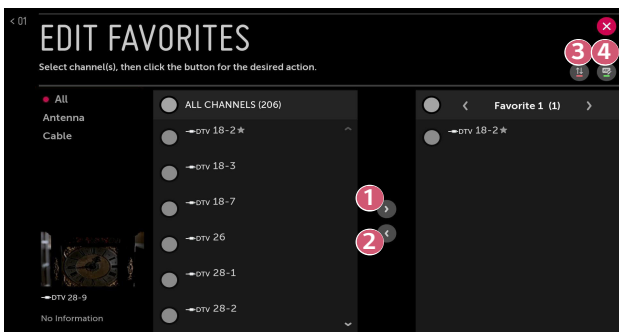 < 01
EDIT FAVORITES
Select channel(s), then click the button for the desired action.
3 4
All
Antenna
Cable
ALL CHANNELS (206)
DTV 18-2★
DTV 18-3
DTV 18-7
DTV 26
DTV 28-1
DTV 28-2
1 >
2 <
< Favorite 1 (1) >
DTV 18-2★
DTV 28-9
No Information